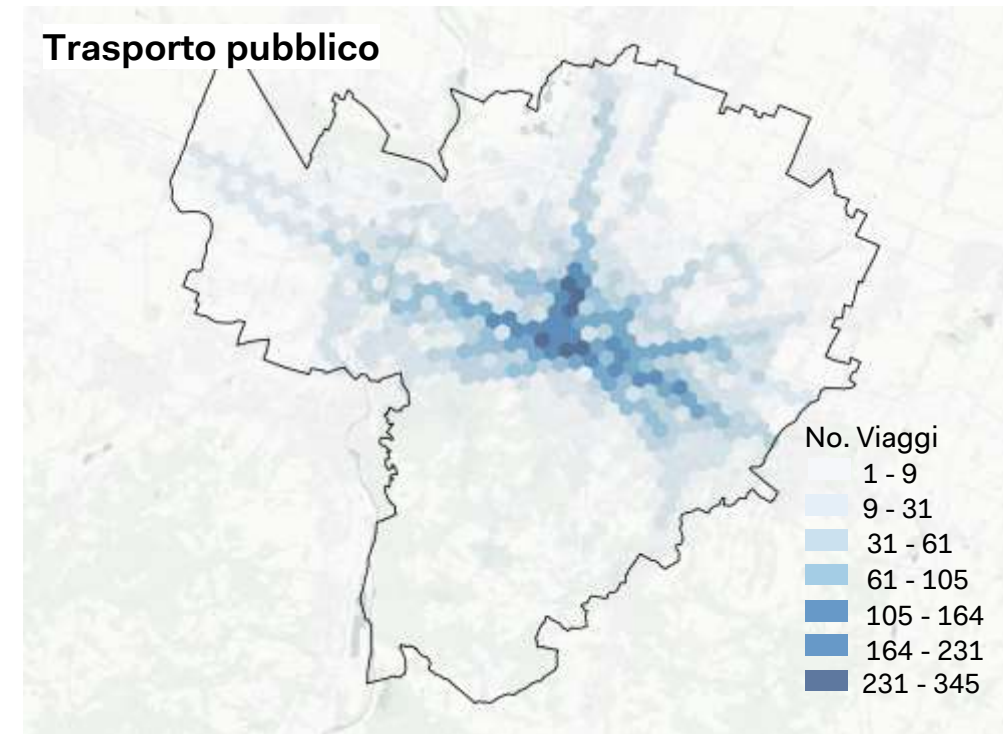 Trasporto pubblico
No. Viaggi
1 - 9
9 - 31
31 - 61
61 - 105
105 - 164
164 - 231
231 - 345